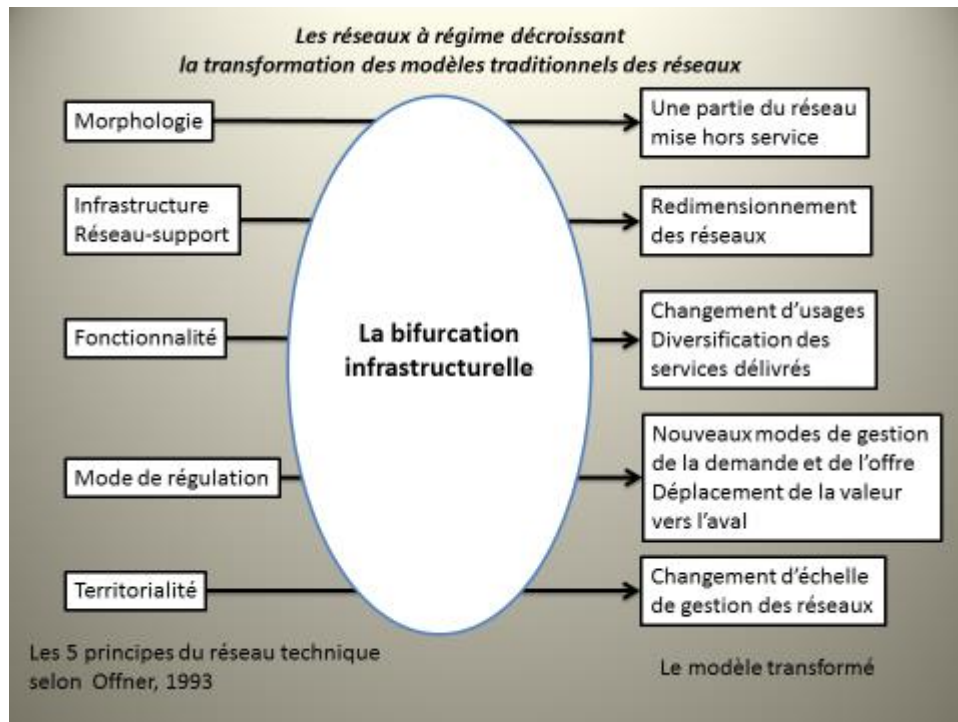 Les réseaux à régime décroissant
la transformation des modèles traditionnels des réseaux
Morphologie
Une partie du réseau
mise hors service
Infrastructure
Réseau-support
Redimensionnement
des réseaux
Fonctionnalité
La bifurcation
infrastructurelle
Changement d'usages
Diversification des
services délivrés
Mode de régulation
Nouveaux modes de gestion
de la demande et de l'offre
Déplacement de la valeur
vers l'aval
Territorialité
Changement d'échelle
de gestion des réseaux
Les 5 principes du réseau technique
selon Offner, 1993
Le modèle transformé